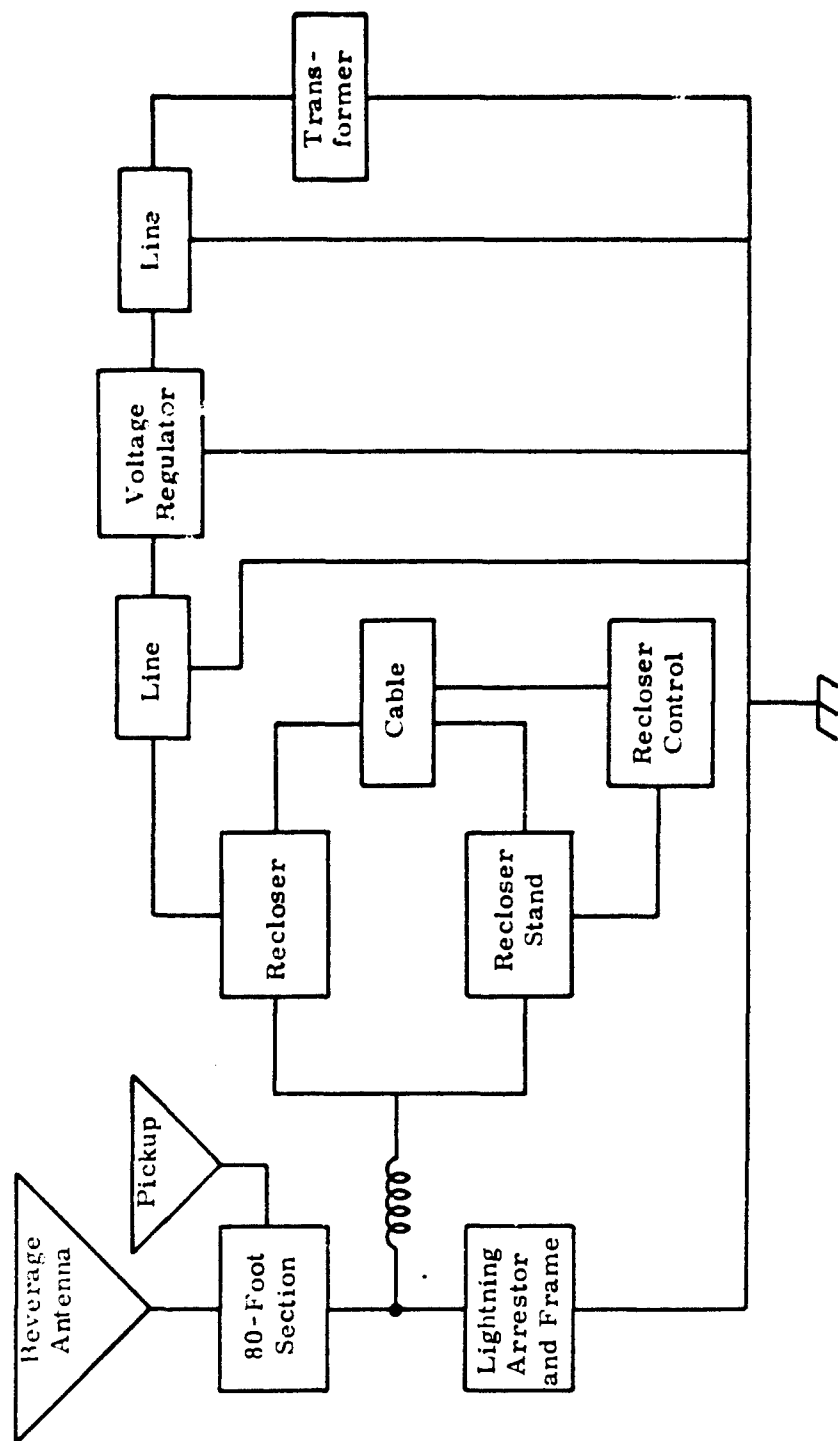 Beverage
Antenna
Pickup
80-Foot
Section
Lightning
Arrestor
and Frame
Recloser
Recloser
Stand
Cable
Recloser
Control
Line
Voltage
Regulator
Line
Trans-
former